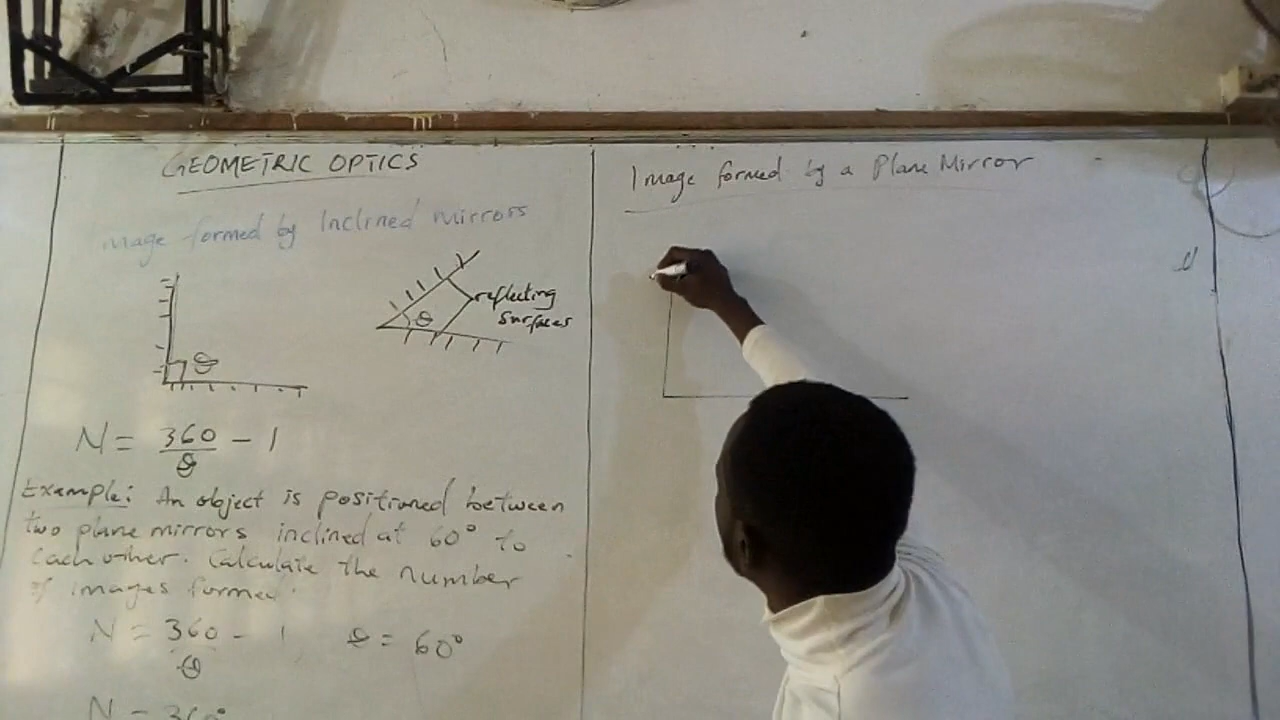 GEOMETRIC OPTICS
Image formed by Inclined mirrors
reflecting
surfaces
θ
θ
N = 360/θ - 1
Example: An object is positioned between
two plane mirrors inclined at 60° to
each other. Calculate the number
of images formed.
N = 360/θ - 1 θ = 60°
N = 360°
Image formed by a Plane Mirror